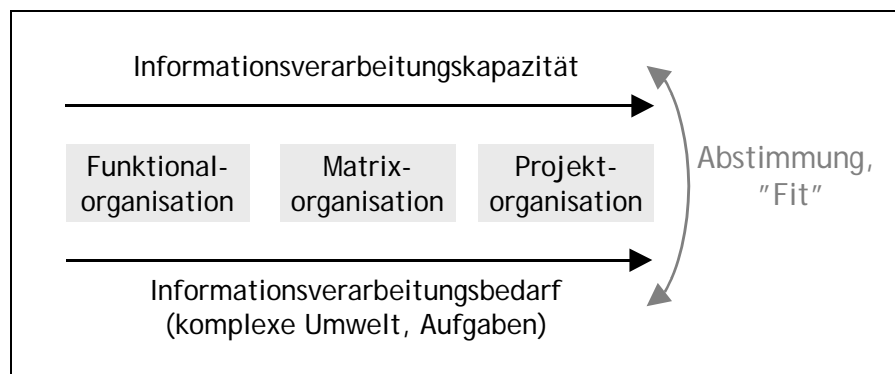 Informationsverarbeitungskapazität
Funktional-
organisation
Matrix-
organisation
Projekt-
organisation
Abstimmung,
"Fit"
Informationsverarbeitungsbedarf
(komplexe Umwelt, Aufgaben)